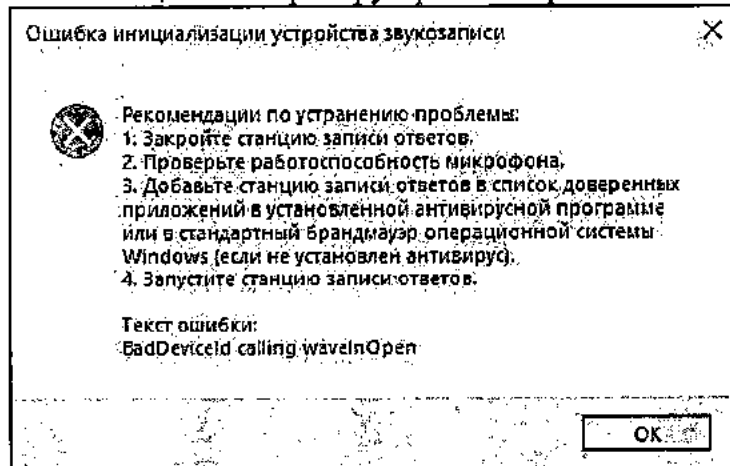 Ошибка инициализации устройства звукозаписи
Рекомендации по устранению проблемы:
1. Закройте станцию записи ответов.
2. Проверьте работоспособность микрофона.
3. Добавьте станцию записи ответов в список доверенных
приложений в установленной антивирусной программе
или в стандартный брандмауэр операционной системы
Windows (если не установлен антивирус).
4. Запустите станцию записи ответов.
Текст ошибки:
BadDeviceId calling waveInOpen
OK